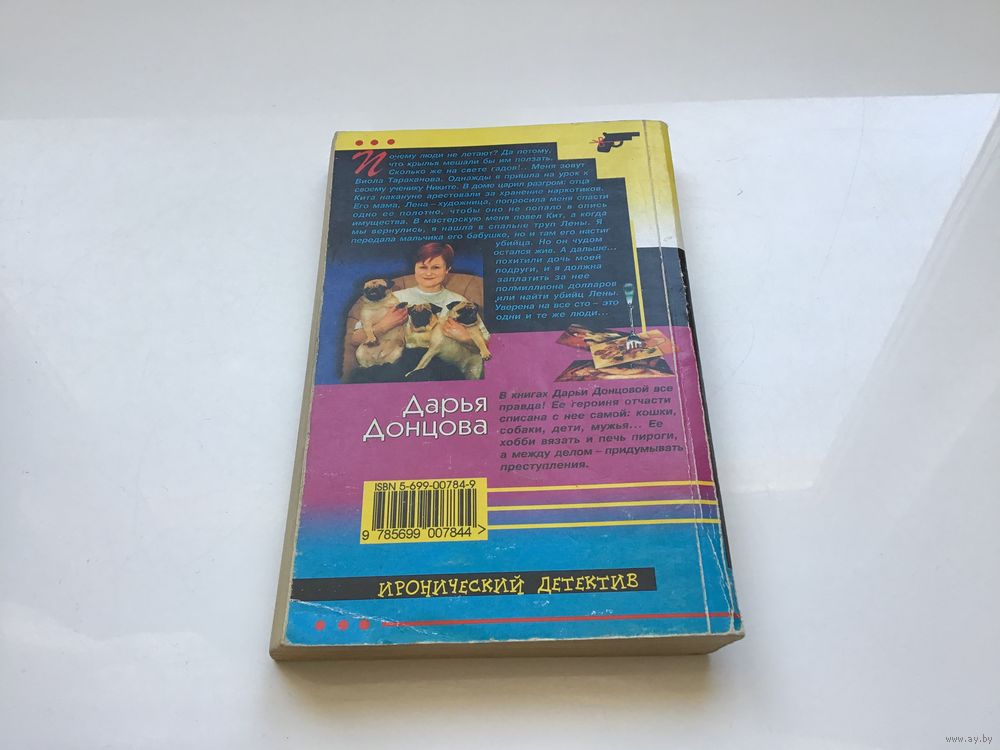 Почему люди не летают? Да потому,
что крылья мешали бы им ползать.
Сколько же на свете гадов!.. Меня зовут
Виола Тараканова. Однажды я пришла на урок к
своему ученику Никите. В доме царил разгром: отца
Кита накануне арестовали за хранение наркотиков.
Его мама, Лена – художница, попросила меня спасти
одно ее полотно, чтобы оно не попало в опись
имущества. В мастерскую меня повел Кит, а когда
мы вернулись, я нашла в спальне труп Лены. Я
передала мальчика его бабушке, но и там его настиг
убийца. Но он чудом
остался жив. А дальше...
похитили дочь моей
подруги, и я должна
заплатить за нее
полмиллиона долларов
или найти убийц Лены.
Уверена на все сто – это
одни и те же люди...
Дарья
Донцова
В книгах Дарьи Донцовой все
правда! Ее героиня отчасти
списана с нее самой: кошки,
собаки, дети, мужья... Ее
хобби вязать и печь пироги,
а между делом – придумывать
преступления.
ISBN 5-699-00784-9
9 785699 007844 >
ИРОНИЧЕСКИЙ ДЕТЕКТИВ
www.ay.by